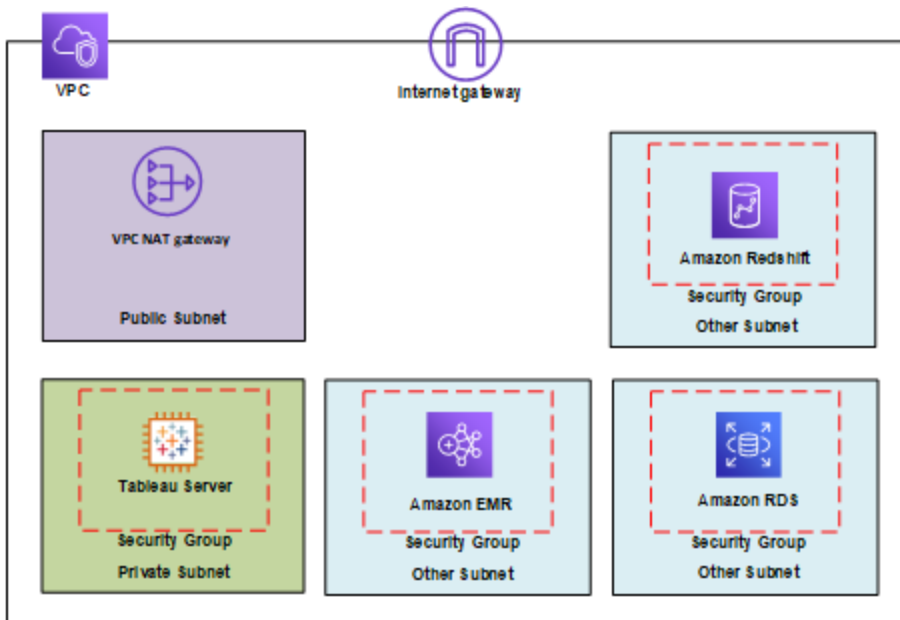 VPC
Internet gateway
VPC NAT gateway
Public Subnet
Amazon Redshift
Security Group
Other Subnet
Tableau Server
Security Group
Private Subnet
Amazon EMR
Security Group
Other Subnet
Amazon RDS
Security Group
Other Subnet